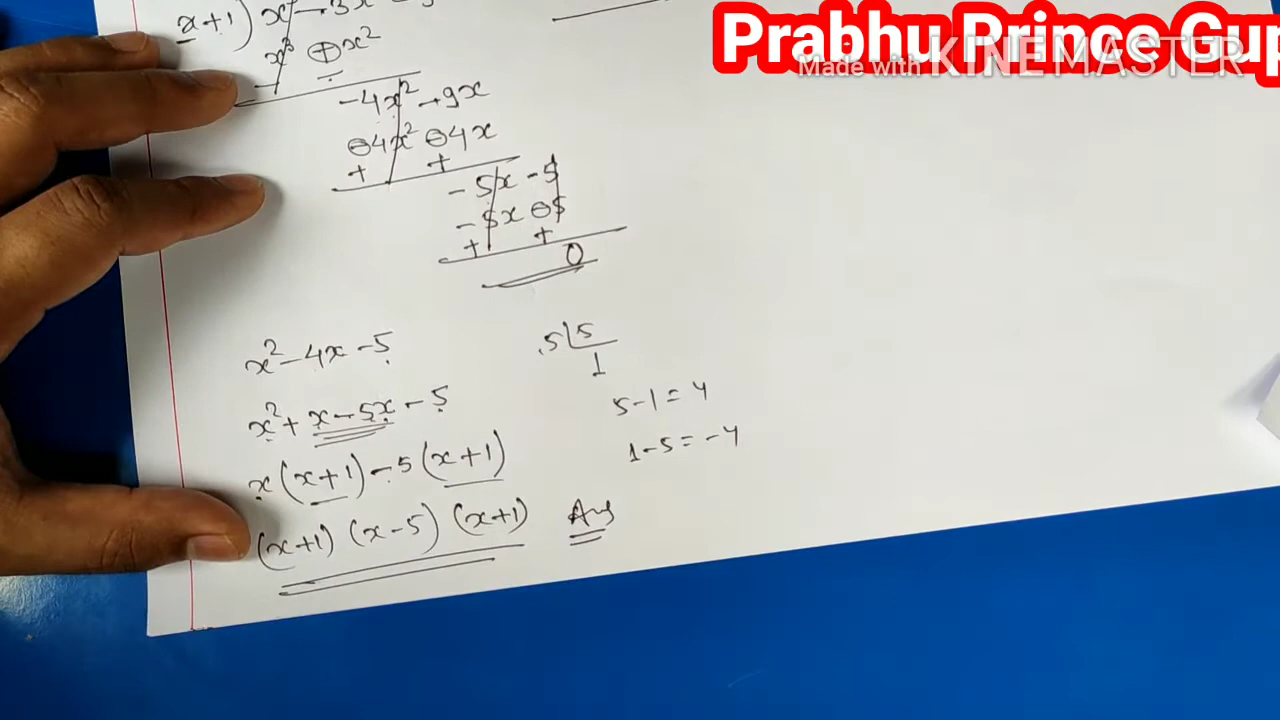 Prabhu Prince Gup
Made with KINEMASTER
x+1) x³ - 3x²
x³ ⊕ x²
-
-4x² - 9x
⊖4x² ⊖4x
+ +
-5x - 5
-5x ⊖5
+ +
0
x² - 4x - 5
5|5
1
x² + x - 5x - 5
5-1 = 4
x(x+1) - 5(x+1)
1-5 = -4
(x+1) (x-5) (x+1) Ans